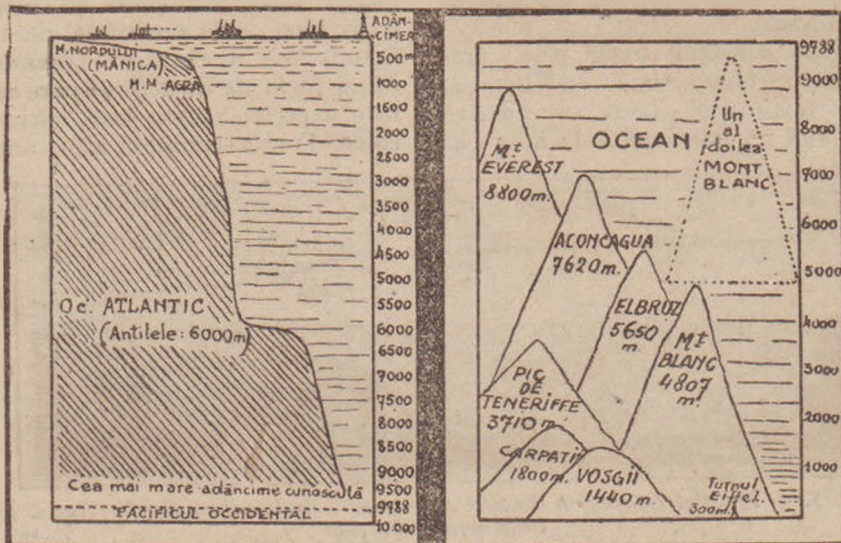 ADÂN-
CIMEA
M. NORDULUI
(MÂNICA)
M.M. AGRA
500m
1000
1500
2000
2500
3000
3500
4000
4500
5000
5500
6000
6500
7000
7500
8000
8500
9000
9500
9788
10.000
Oc. ATLANTIC
(Antilele: 6000m)
Cea mai mare adâncime cunoscută
PACIFICUL OCCIDENTAL
9788
9000
8000
7000
6000
5000
4000
3000
2000
1000
OCEAN
Un
al
doilea
MONT
BLANC
Mt
EVEREST
8800m.
ACONCAGUA
7620m.
ELBRUZ
5650
m.
Mt
BLANC
4807
m.
PIC
DE
TENERIFFE
3710 m.
CARPAȚII
1800m.
VOSGII
1440 m.
Turnul
Eiffel.
300m.